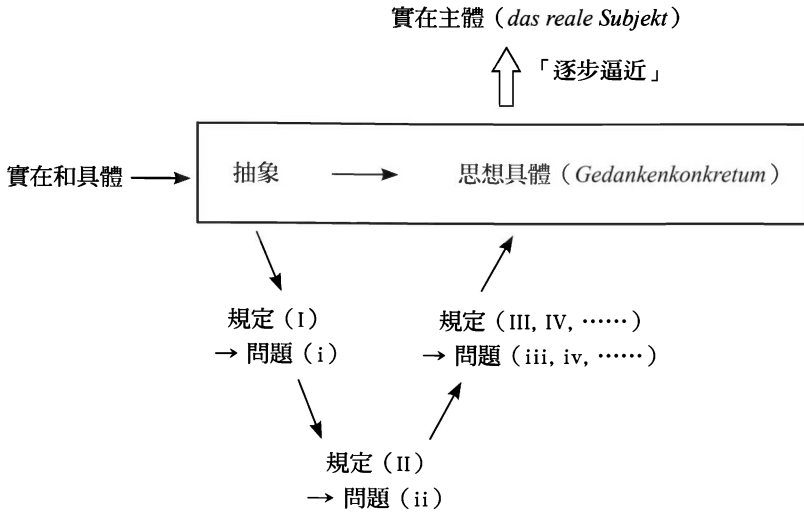 實在主體（das reale Subjekt）
「逐步逼近」
實在和具體
抽象
思想具體（Gedankenkonkretum）
規定（I）
→ 問題（i）
規定（III, IV, ……）
→ 問題（iii, iv, ……）
規定（II）
→ 問題（ii）